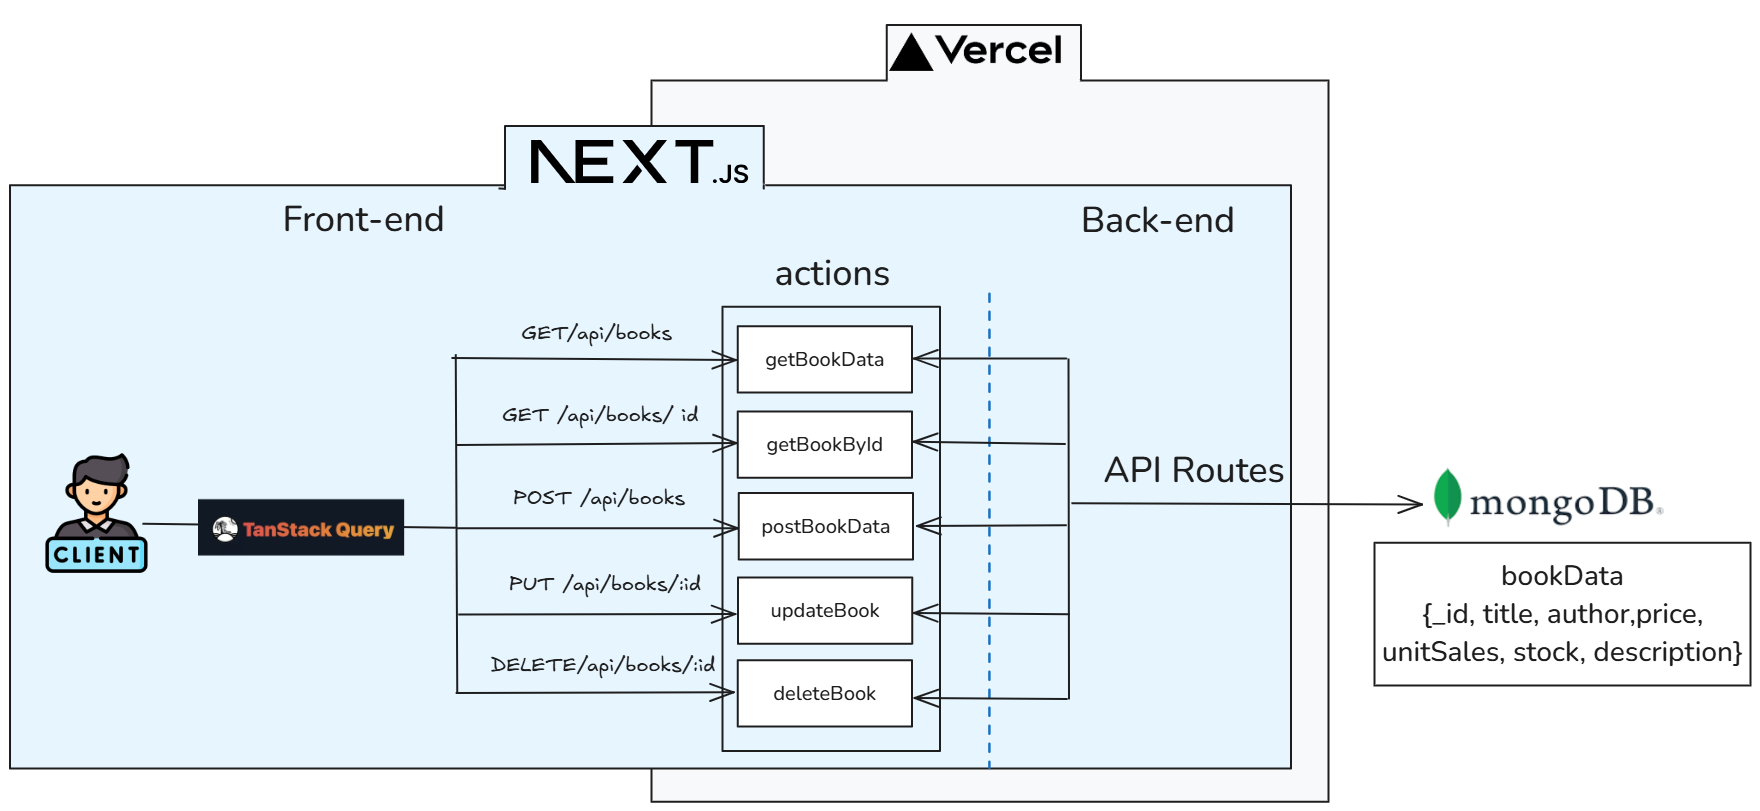 Vercel
NEXT.JS
Front-end
Back-end
actions
GET/api/books
getBookData
GET /api/books/ id
getBookById
POST /api/books
postBookData
PUT /api/books/:id
updateBook
DELETE/api/books/:id
deleteBook
CLIENT
TanStack Query
API Routes
mongoDB®
bookData
{_id, title, author,price,
unitSales, stock, description}